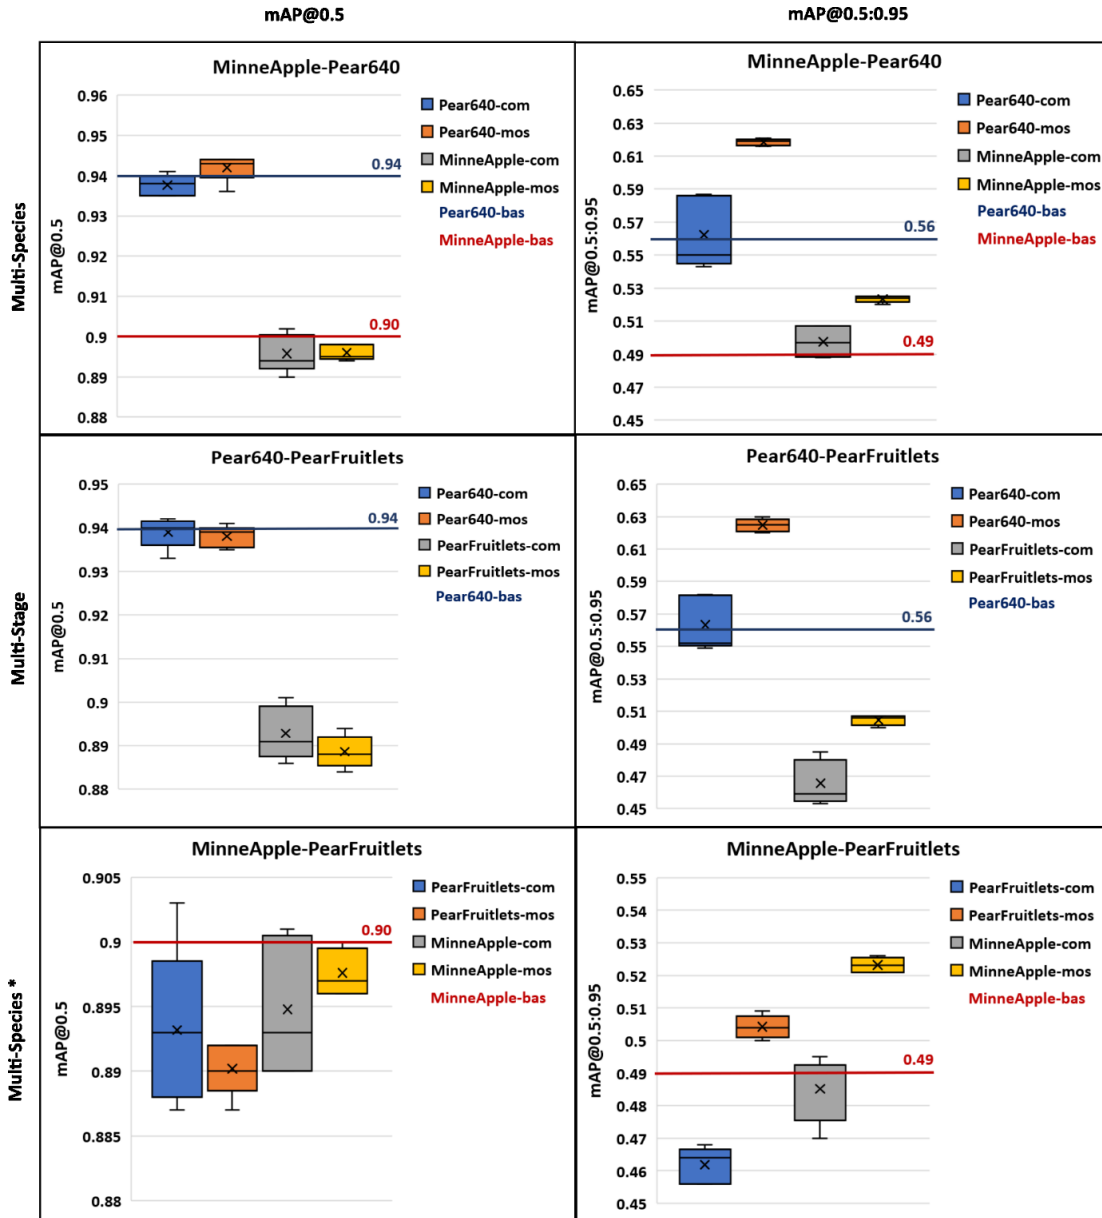 mAP@0.5
mAP@0.5:0.95
Multi-Species
MinneApple-Pear640
mAP@0.5
0.96
0.95
0.94
0.93
0.92
0.91
0.9
0.89
0.88
0.94
0.90
Pear640-com
Pear640-mos
MinneApple-com
MinneApple-mos
Pear640-bas
MinneApple-bas
MinneApple-Pear640
mAP@0.5:0.95
0.65
0.63
0.61
0.59
0.57
0.55
0.53
0.51
0.49
0.47
0.45
0.56
0.49
Pear640-com
Pear640-mos
MinneApple-com
MinneApple-mos
Pear640-bas
MinneApple-bas
Multi-Stage
Pear640-PearFruitlets
mAP@0.5
0.95
0.94
0.93
0.92
0.91
0.9
0.89
0.88
0.94
Pear640-com
Pear640-mos
PearFruitlets-com
PearFruitlets-mos
Pear640-bas
Pear640-PearFruitlets
mAP@0.5:0.95
0.65
0.63
0.61
0.59
0.57
0.55
0.53
0.51
0.49
0.47
0.45
0.56
Pear640-com
Pear640-mos
PearFruitlets-com
PearFruitlets-mos
Pear640-bas
Multi-Species *
MinneApple-PearFruitlets
mAP@0.5
0.905
0.9
0.895
0.89
0.885
0.88
0.90
PearFruitlets-com
PearFruitlets-mos
MinneApple-com
MinneApple-mos
MinneApple-bas
MinneApple-PearFruitlets
mAP@0.5:0.95
0.55
0.54
0.53
0.52
0.51
0.5
0.49
0.48
0.47
0.46
0.45
0.49
PearFruitlets-com
PearFruitlets-mos
MinneApple-com
MinneApple-mos
MinneApple-bas